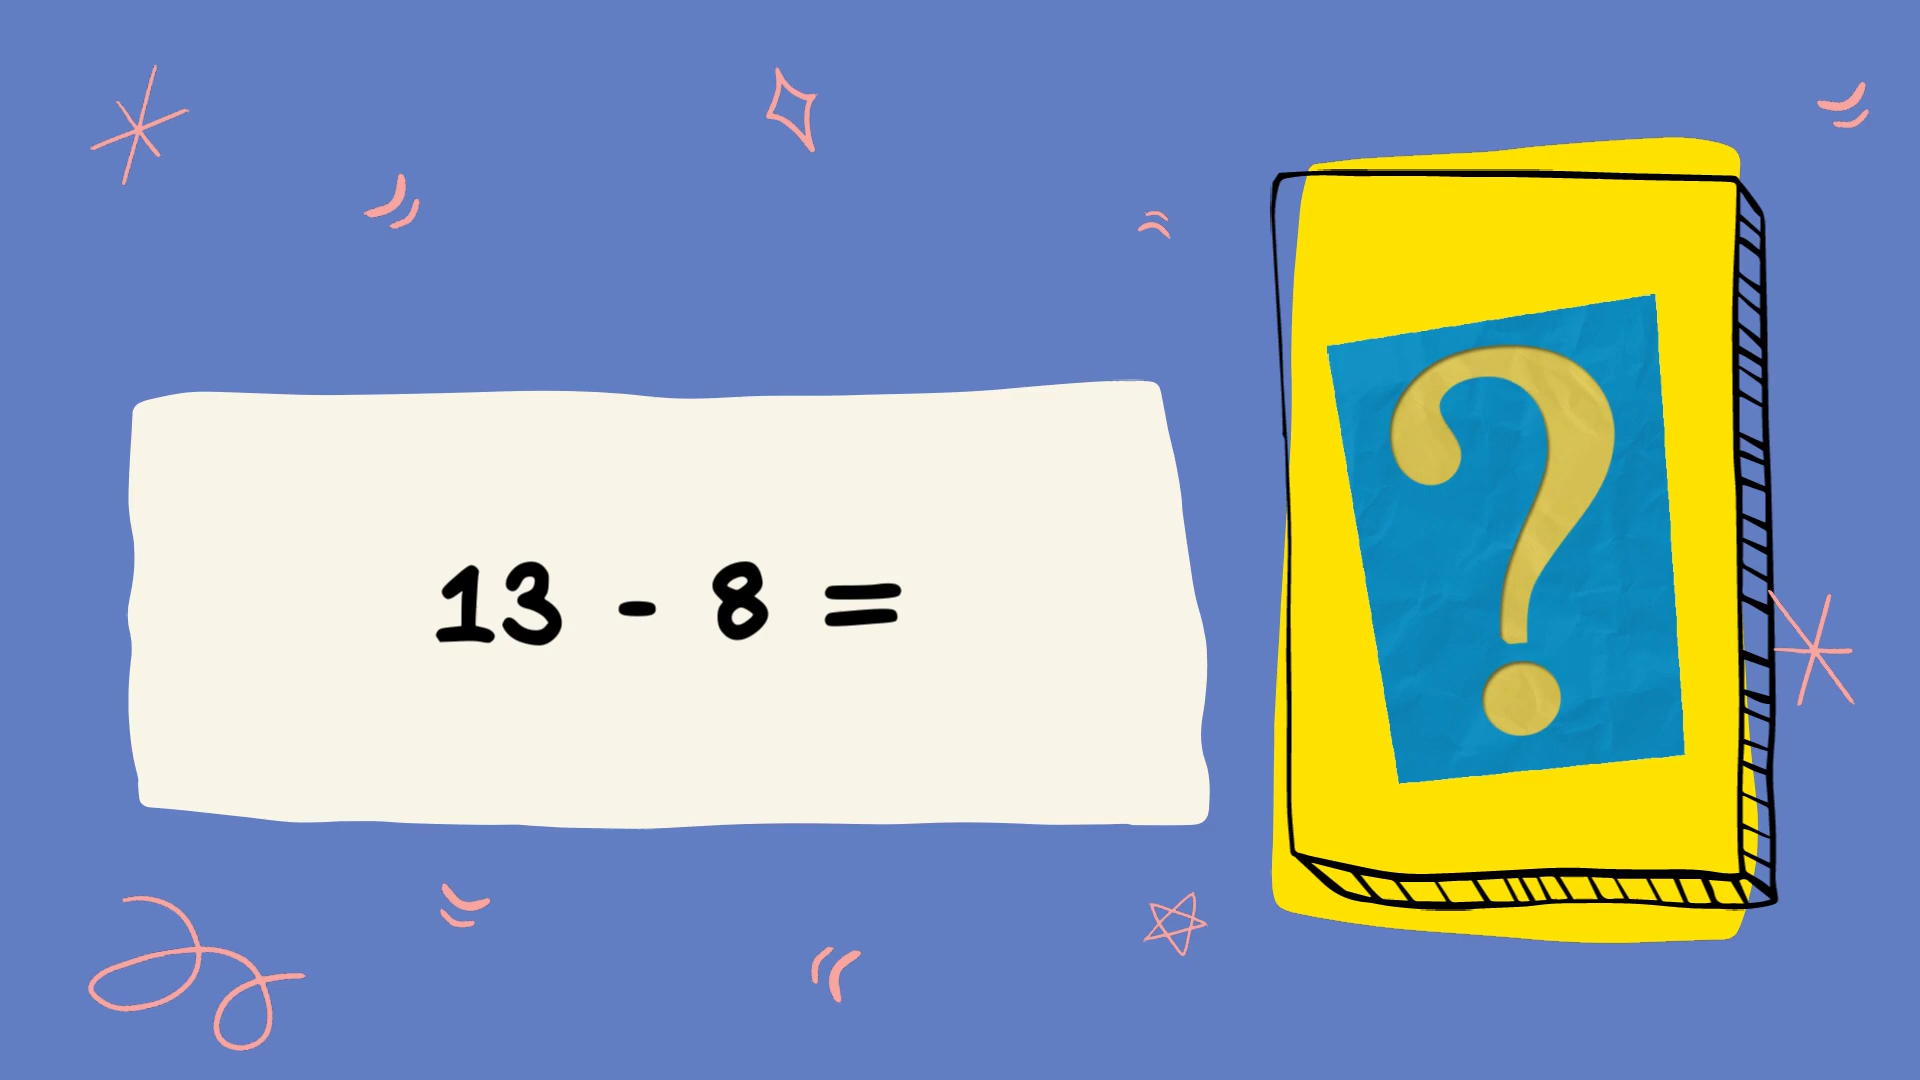 13 - 8 =
?